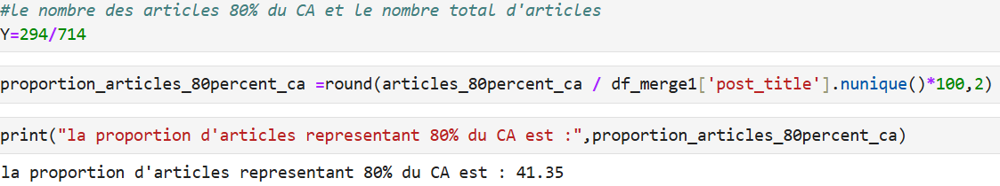 #le nombre des articles 80% du CA et le nombre total d'articles
Y=294/714
proportion_articles_80percent_ca =round(articles_80percent_ca / df_merge1['post_title'].nunique()*100,2)
print("la proportion d'articles representant 80% du CA est :",proportion_articles_80percent_ca)
la proportion d'articles representant 80% du CA est : 41.35